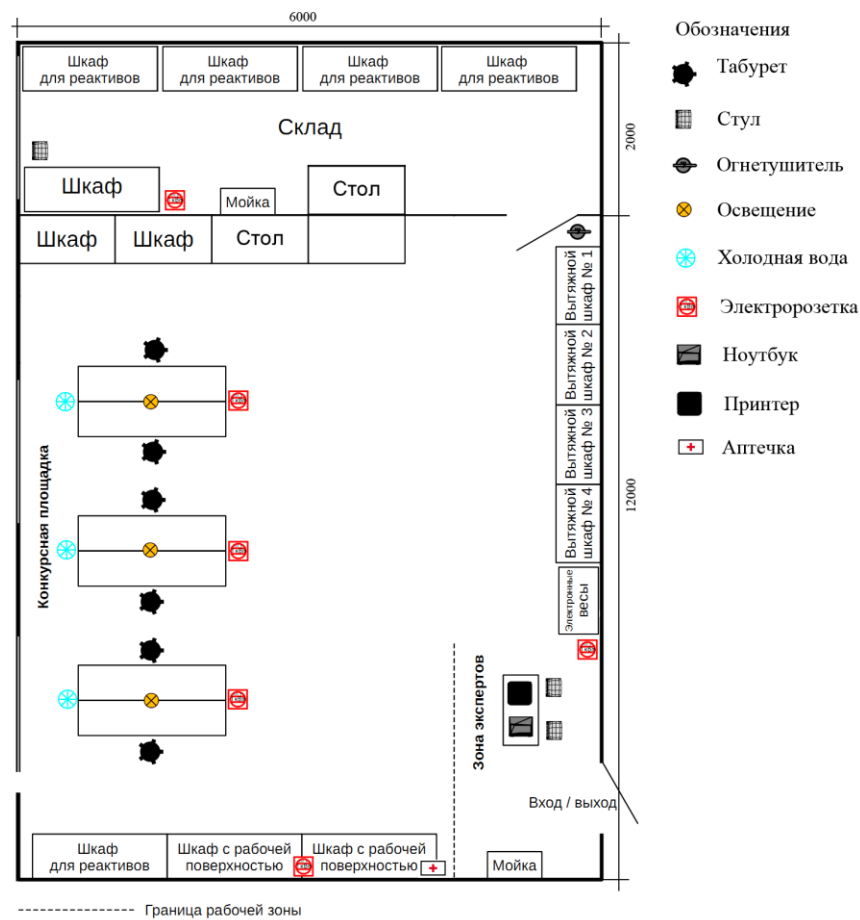 6000
Обозначения
Шкаф
для реактивов
Шкаф
для реактивов
Шкаф
для реактивов
Шкаф
для реактивов
Табурет
Стул
Склад
2000
Огнетушитель
Шкаф
Мойка
Стол
Освещение
Шкаф
Шкаф
Стол
Холодная вода
Вытяжной
шкаф № 1
Электророзетка
Вытяжной
шкаф № 2
Ноутбук
Принтер
Вытяжной
шкаф № 3
Аптечка
Вытяжной
шкаф № 4
12000
Конкурсная площадка
Электронные
весы
Зона экспертов
Вход / выход
Шкаф
для реактивов
Шкаф с рабочей
поверхностью
Шкаф с рабочей
поверхностью
Мойка
Граница рабочей зоны